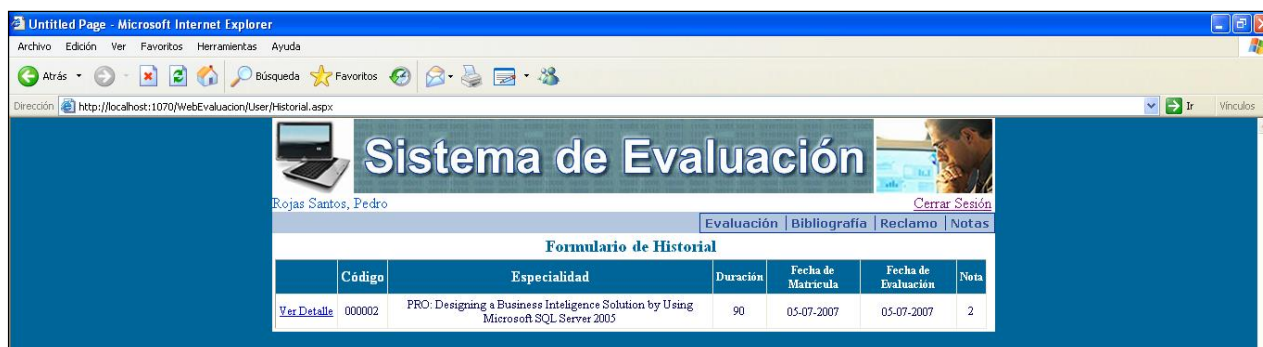 Untitled Page - Microsoft Internet Explorer
Archivo Edición Ver Favoritos Herramientas Ayuda
Atrás Búsqueda Favoritos
Dirección http://localhost:1070/WebEvaluacion/User/Historial.aspx Ir Vínculos
Sistema de Evaluación
Rojas Santos, Pedro Cerrar Sesión
Evaluación | Bibliografía | Reclamo | Notas
Formulario de Historial
Código Especialidad Duración Fecha de Matrícula Fecha de Evaluación Nota
Ver Detalle 000002 PRO: Designing a Business Inteligence Solution by Using Microsoft SQL Server 2005 90 05-07-2007 05-07-2007 2